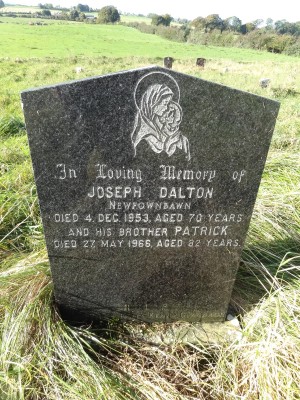 In Loving Memory of
JOSEPH DALTON
NEWTOWNBAWN
DIED 4. DEC. 1953, AGED 70 YEARS
AND HIS BROTHER PATRICK
DIED 27. MAY 1966, AGED 82 YEARS.